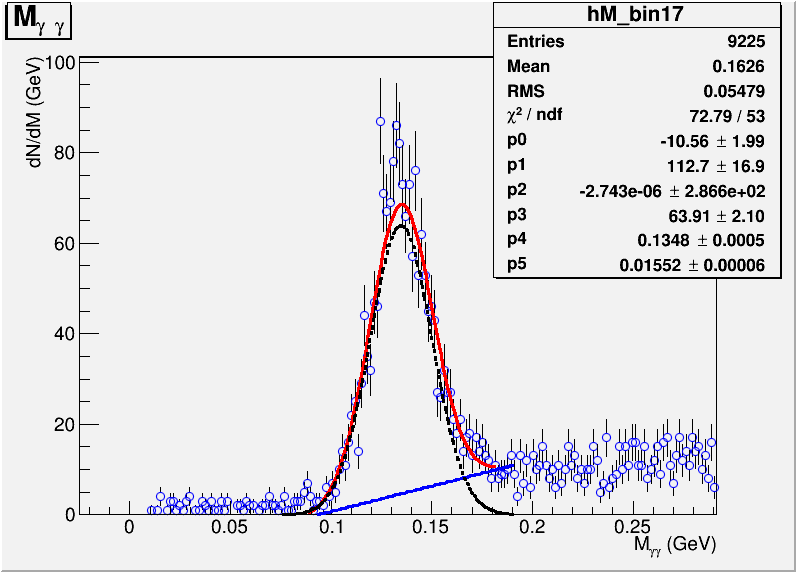 Mγ γ
hM_bin17
Entries 9225
Mean 0.1626
RMS 0.05479
χ² / ndf 72.79 / 53
p0 -10.56 ± 1.99
p1 112.7 ± 16.9
p2 -2.743e-06 ± 2.866e+02
p3 63.91 ± 2.10
p4 0.1348 ± 0.0005
p5 0.01552 ± 0.00006
dN/dM (GeV)
100
80
60
40
20
0
0 0.05 0.1 0.15 0.2 0.25
Mγγ (GeV)